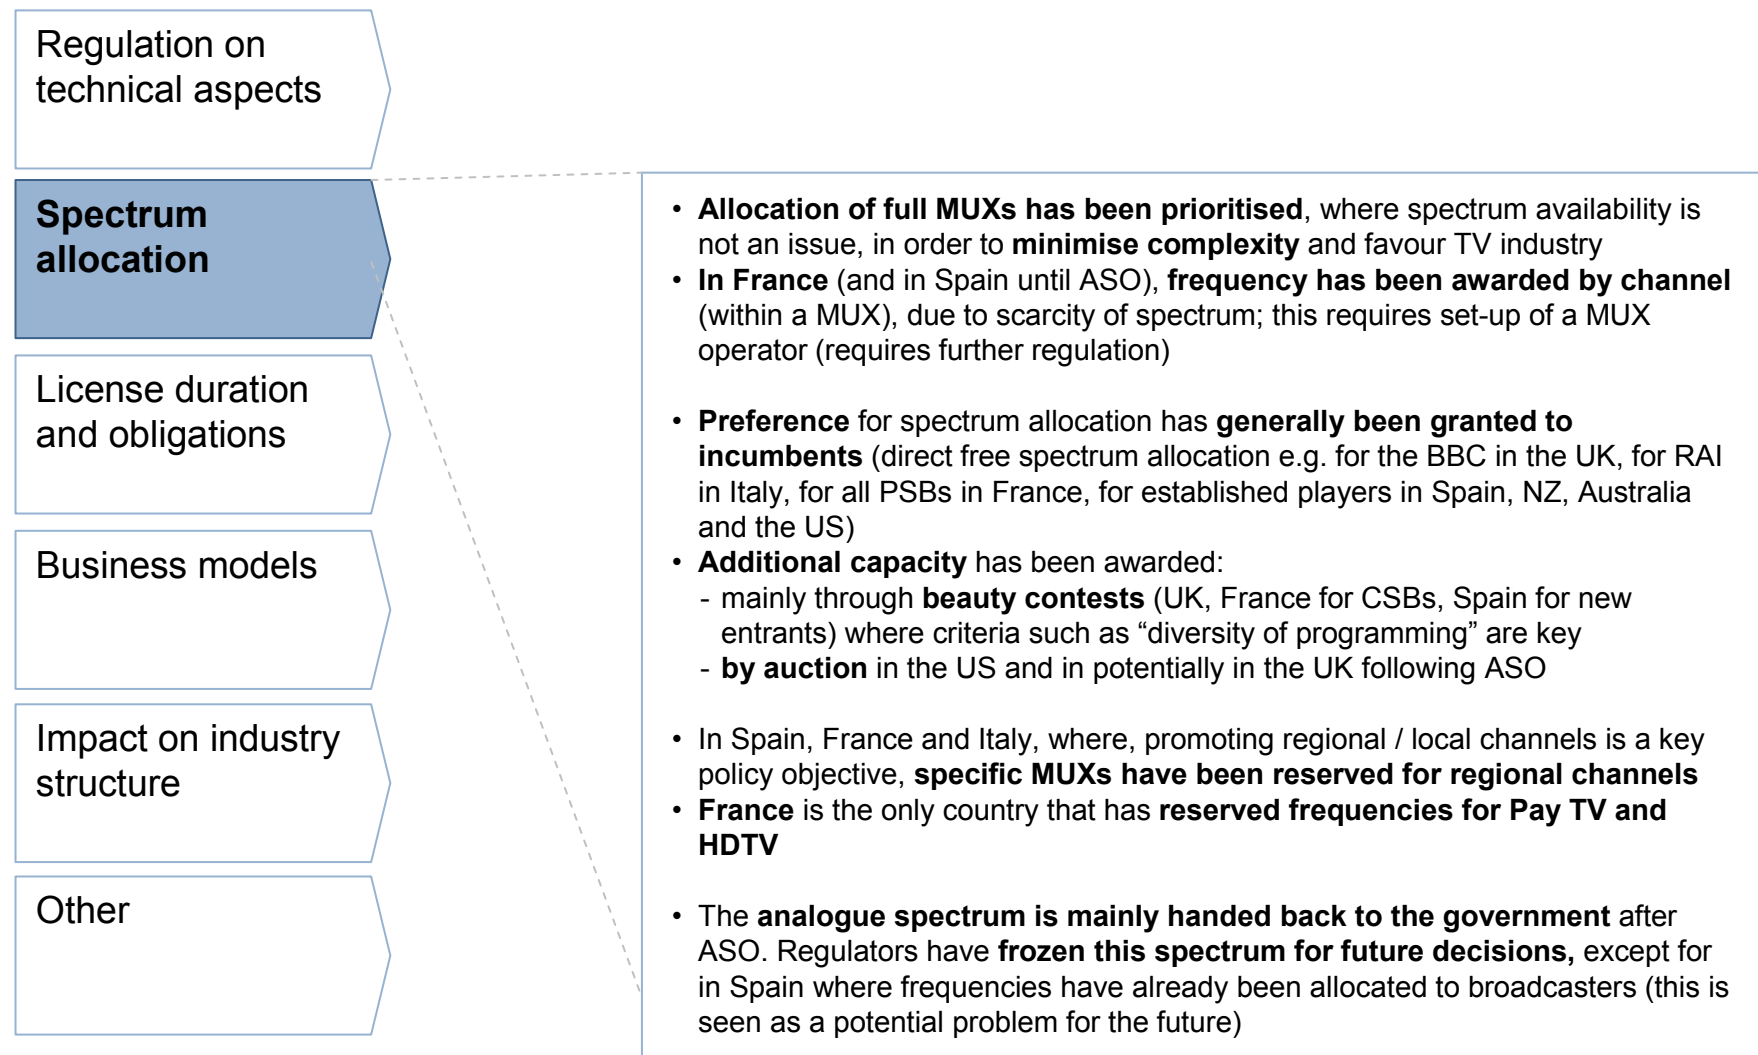 Regulation on
technical aspects
Spectrum
allocation
License duration
and obligations
Business models
Impact on industry
structure
Other
• Allocation of full MUXs has been prioritised, where spectrum availability is
not an issue, in order to minimise complexity and favour TV industry
• In France (and in Spain until ASO), frequency has been awarded by channel
(within a MUX), due to scarcity of spectrum; this requires set-up of a MUX
operator (requires further regulation)
• Preference for spectrum allocation has generally been granted to
incumbents (direct free spectrum allocation e.g. for the BBC in the UK, for RAI
in Italy, for all PSBs in France, for established players in Spain, NZ, Australia
and the US)
• Additional capacity has been awarded:
- mainly through beauty contests (UK, France for CSBs, Spain for new
entrants) where criteria such as “diversity of programming” are key
- by auction in the US and in potentially in the UK following ASO
• In Spain, France and Italy, where, promoting regional / local channels is a key
policy objective, specific MUXs have been reserved for regional channels
• France is the only country that has reserved frequencies for Pay TV and
HDTV
• The analogue spectrum is mainly handed back to the government after
ASO. Regulators have frozen this spectrum for future decisions, except for
in Spain where frequencies have already been allocated to broadcasters (this is
seen as a potential problem for the future)